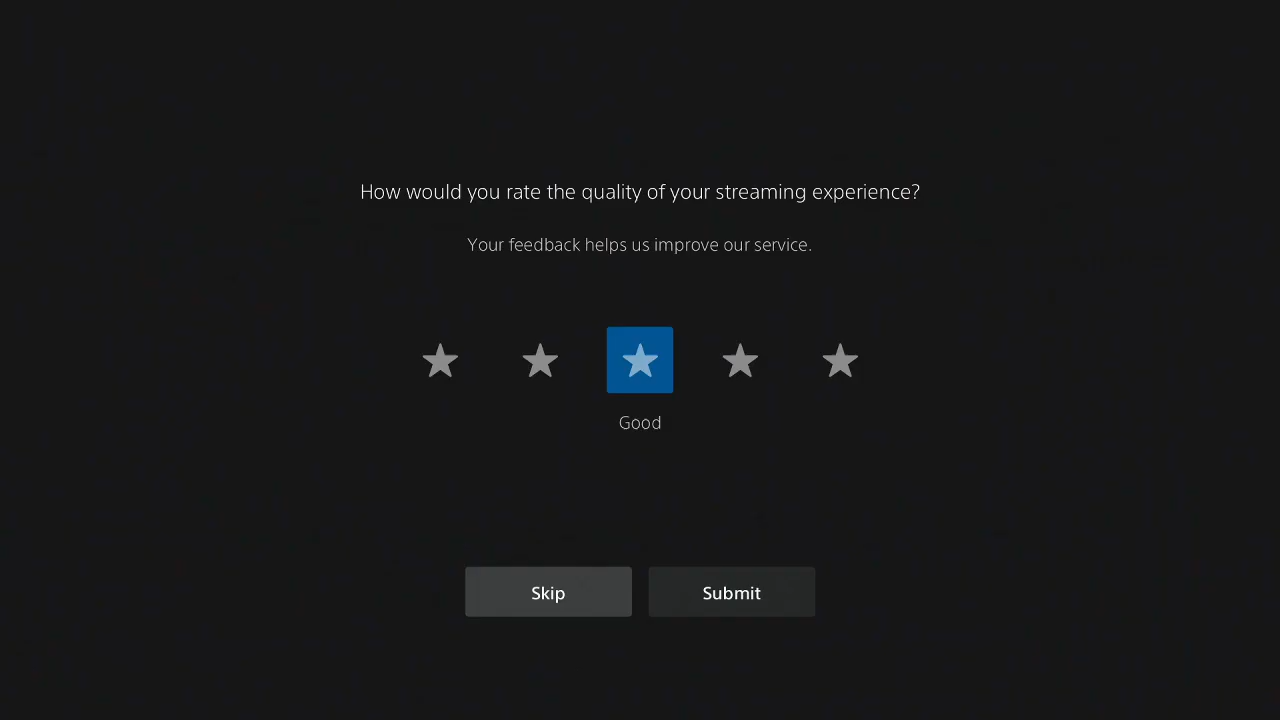 How would you rate the quality of your streaming experience?
Your feedback helps us improve our service.
Good
Skip
Submit